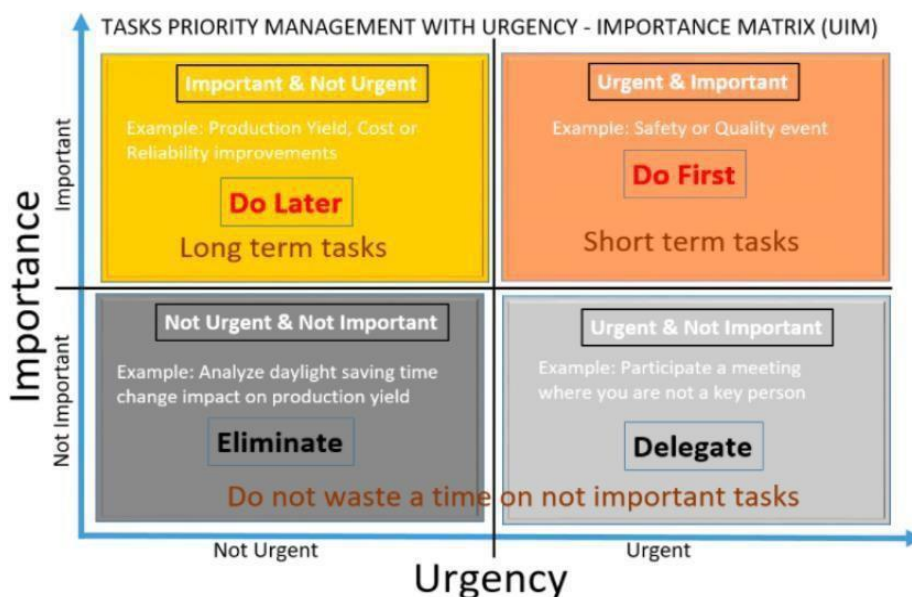 TASKS PRIORITY MANAGEMENT WITH URGENCY - IMPORTANCE MATRIX (UIM)
Important & Not Urgent
Example: Production Yield, Cost or
Reliability improvements
Do Later
Long term tasks
Urgent & Important
Example: Safety or Quality event
Do First
Short term tasks
Not Urgent & Not Important
Example: Analyze daylight saving time
change impact on production yield
Eliminate
Urgent & Not Important
Example: Participate a meeting
where you are not a key person
Delegate
Do not waste a time on not important tasks
Importance
Important
Not Important
Not Urgent
Urgent
Urgency